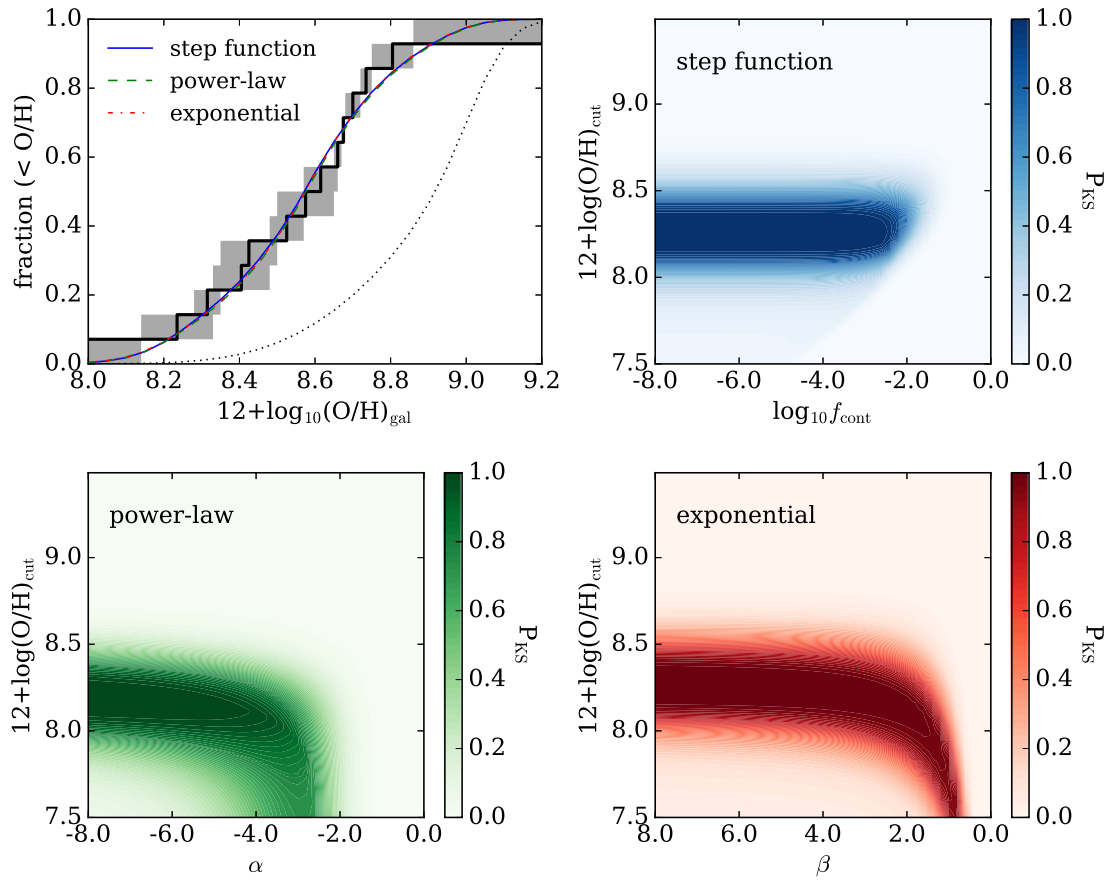 1.0
0.8
0.6
0.4
0.2
0.0
fraction (< O/H)
step function
power-law
exponential
8.0 8.2 8.4 8.6 8.8 9.0 9.2
12+log₁₀(O/H)gal
step function
9.0
8.5
8.0
7.5
12+log(O/H)cut
-8.0 -6.0 -4.0 -2.0 0.0
log₁₀fcont
1.0
0.8
0.6
0.4
0.2
0.0
PKS
power-law
9.0
8.5
8.0
7.5
12+log(O/H)cut
-8.0 -6.0 -4.0 -2.0 0.0
α
1.0
0.8
0.6
0.4
0.2
0.0
PKS
exponential
9.0
8.5
8.0
7.5
12+log(O/H)cut
8.0 6.0 4.0 2.0 0.0
β
1.0
0.8
0.6
0.4
0.2
0.0
PKS